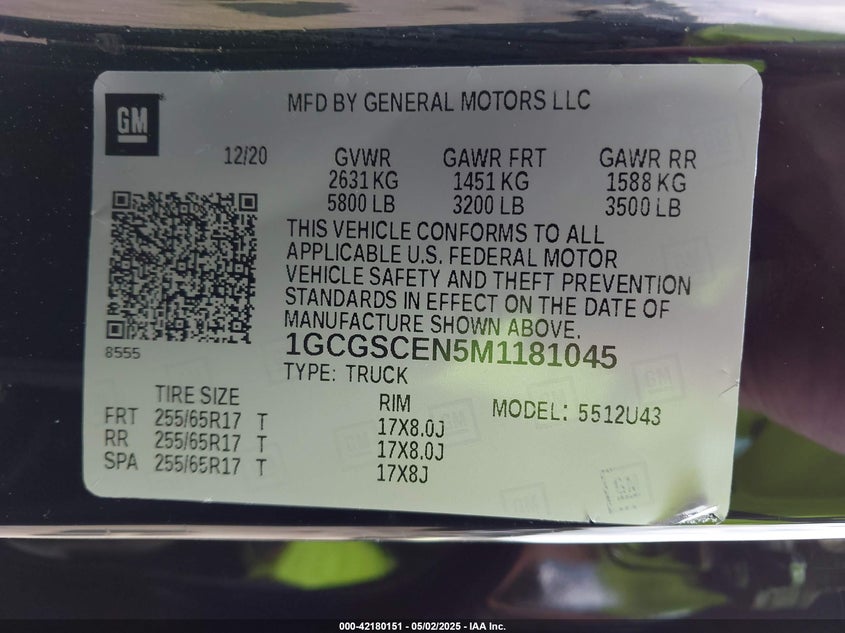 MFD BY GENERAL MOTORS LLC
GM
12/20 GVWR GAWR FRT GAWR RR
2631 KG 1451 KG 1588 KG
5800 LB 3200 LB 3500 LB
THIS VEHICLE CONFORMS TO ALL
APPLICABLE U.S. FEDERAL MOTOR
VEHICLE SAFETY AND THEFT PREVENTION
STANDARDS IN EFFECT ON THE DATE OF
MANUFACTURE SHOWN ABOVE.
8555
1GCGSCEN5M1181045
TYPE: TRUCK
TIRE SIZE RIM MODEL: 5512U43
FRT 255/65R17 T 17X8.0J
RR 255/65R17 T 17X8.0J
SPA 255/65R17 T 17X8J
GM
000-42180151 - 05/02/2025 - IAA Inc.